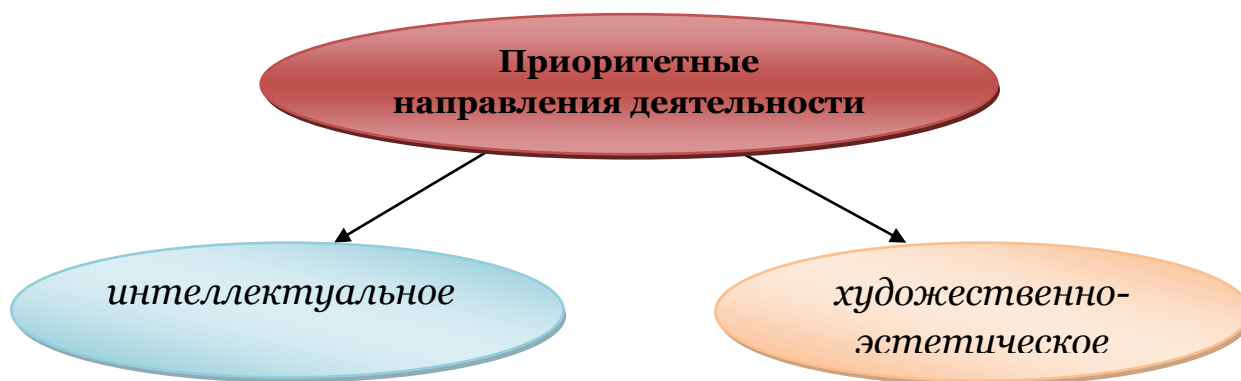 Приоритетные
направления деятельности
интеллектуальное
художественно-
эстетическое